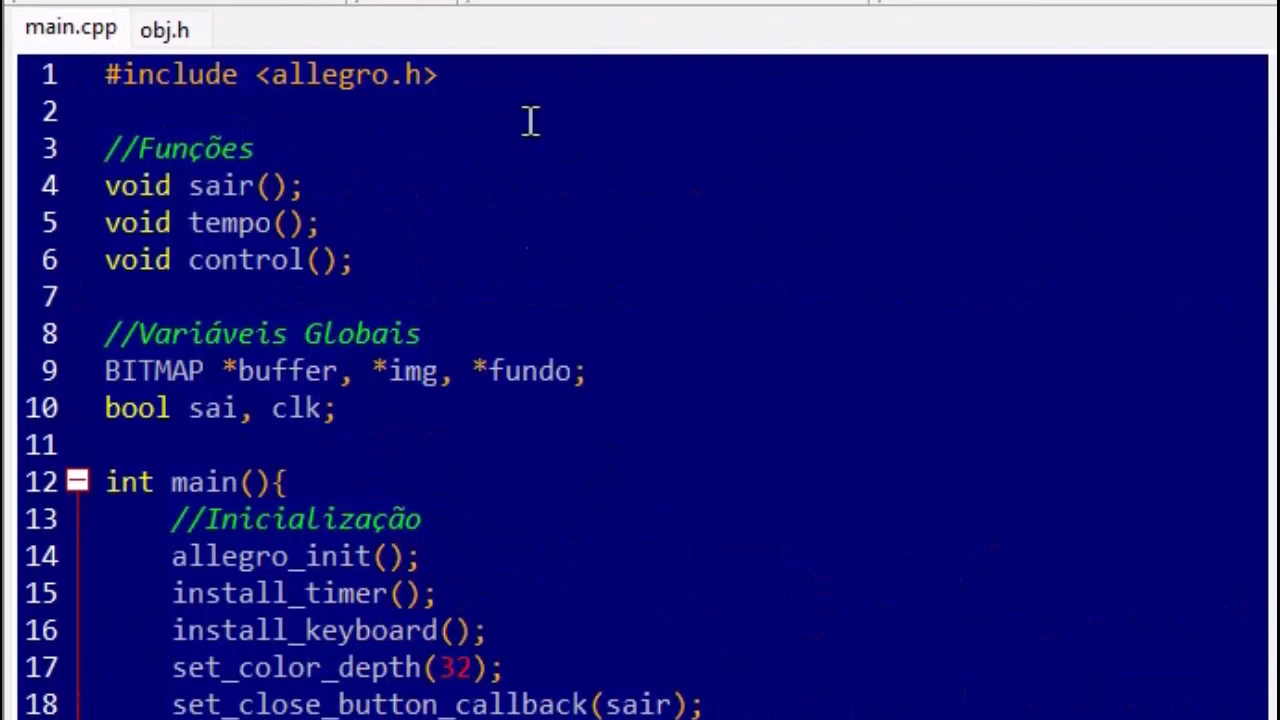 main.cpp obj.h
1 #include <allegro.h>
2
3 //Funções
4 void sair();
5 void tempo();
6 void control();
7
8 //Variáveis Globais
9 BITMAP *buffer, *img, *fundo;
10 bool sai, clk;
11
12 int main(){
13 //Inicialização
14 allegro_init();
15 install_timer();
16 install_keyboard();
17 set_color_depth(32);
18 set_close_button_callback(sair);